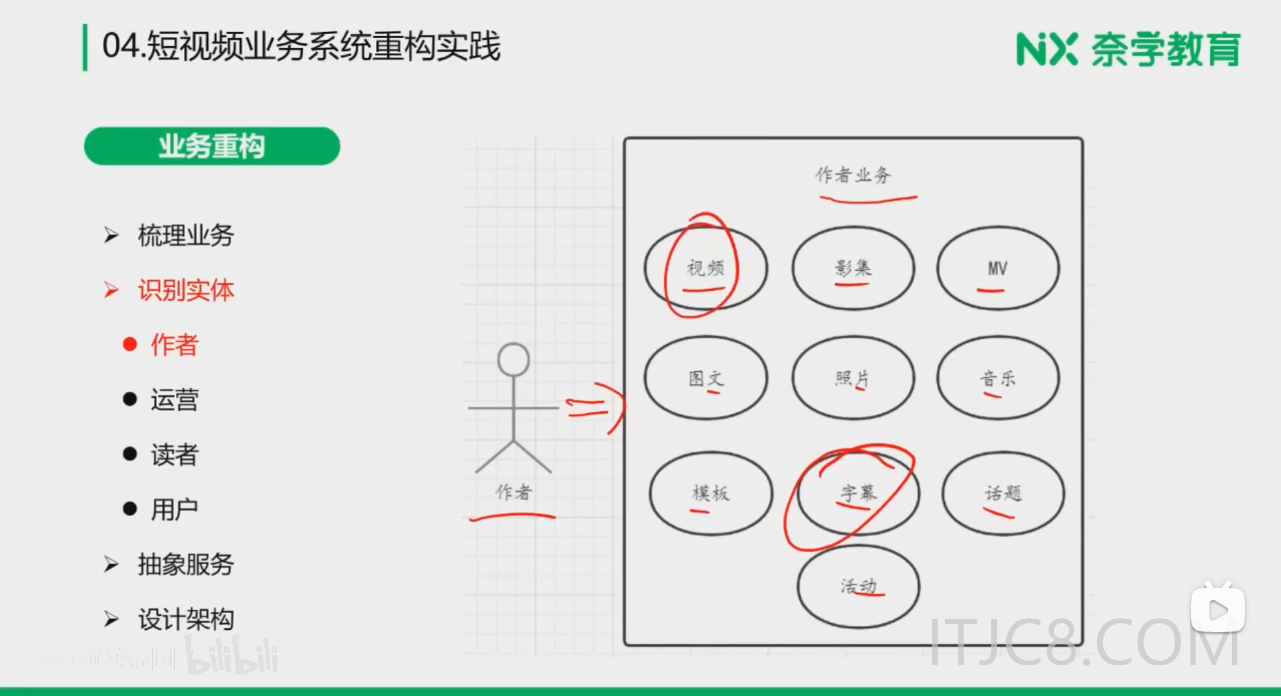 04.短视频业务系统重构实践
NX 奈学教育
业务重构
梳理业务
识别实体
作者
运营
读者
用户
抽象服务
设计架构
作者
作者业务
视频 影集 MV
图文 照片 音乐
模板 字幕 话题
活动
bilibili
ITJC8.COM